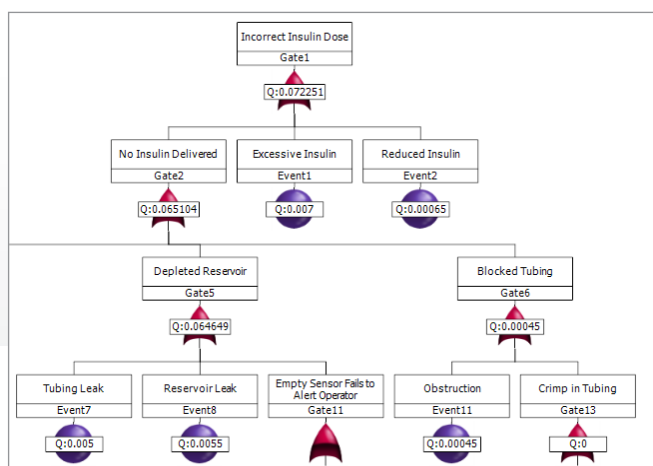 Incorrect Insulin Dose
Gate1
Q:0.072251
No Insulin Delivered
Gate2
Q:0.065104
Excessive Insulin
Event1
Q:0.007
Reduced Insulin
Event2
Q:0.00065
Depleted Reservoir
Gate5
Q:0.064649
Blocked Tubing
Gate6
Q:0.00045
Tubing Leak
Event7
Q:0.005
Reservoir Leak
Event8
Q:0.0055
Empty Sensor Fails to
Alert Operator
Gate11
Obstruction
Event11
Q:0.00045
Crimp in Tubing
Gate13
Q:0